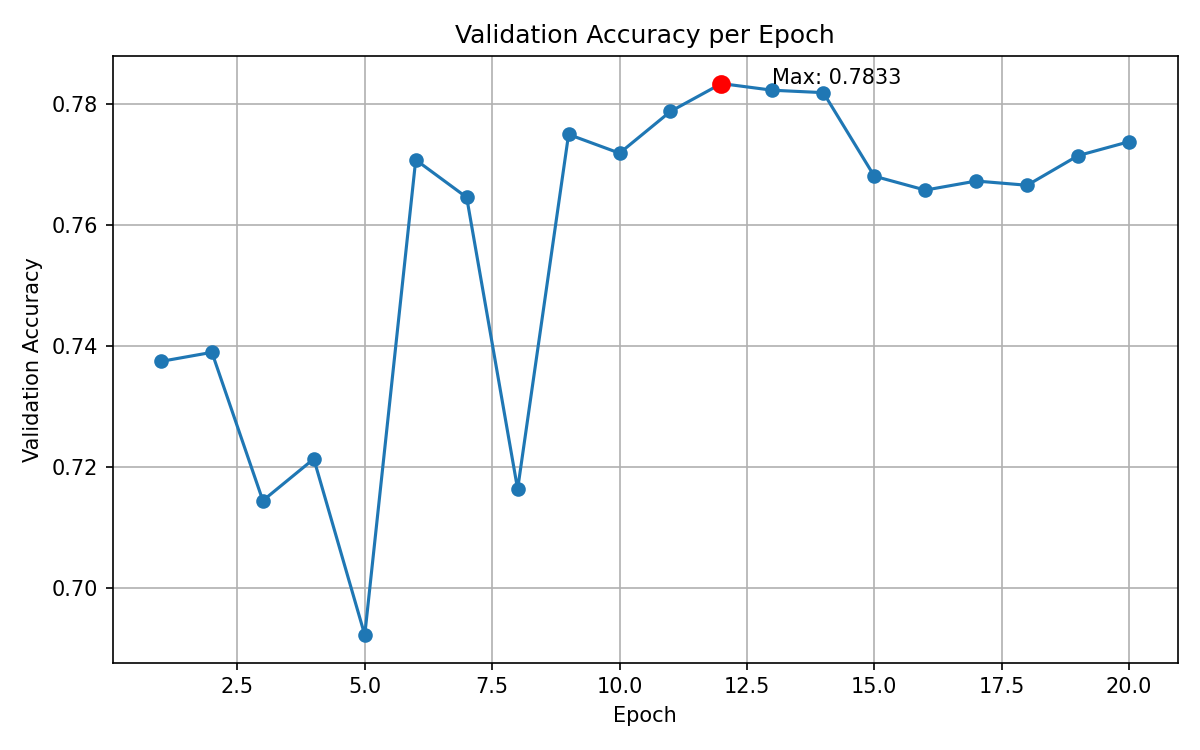 Validation Accuracy per Epoch
Max: 0.7833
Validation Accuracy
0.78
0.76
0.74
0.72
0.70
2.5 5.0 7.5 10.0 12.5 15.0 17.5 20.0
Epoch